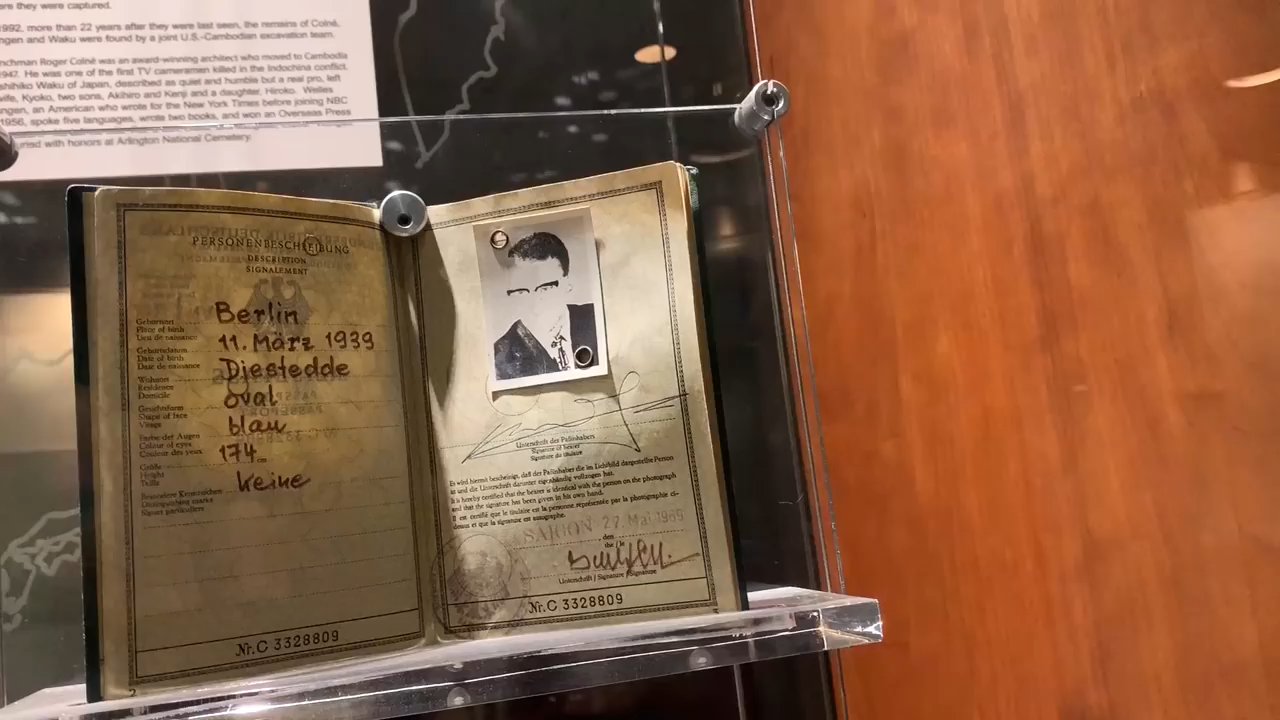 ere they were captured.
1992, more than 22 years after they were last seen, the remains of Colné,
ngen and Waku were found by a joint U.S.-Cambodian excavation team.
nchman Roger Colné was an award-winning architect who moved to Cambodia
1947. He was one of the first TV cameramen killed in the Indochina conflict.
shihiko Waku of Japan, described as quiet and humble but a real pro, left
wife, Kyoko, two sons, Akihiro and Kenji and a daughter, Hiroko. Welles
angen, an American who wrote for the New York Times before joining NBC
1956, spoke five languages, wrote two books, and won an Overseas Press
uried with honors at Arlington National Cemetery.
PERSONENBESCHREIBUNG
DESCRIPTION
SIGNALEMENT
Geburtsort
Place of birth
Lieu de naissance
Berlin
Geburtsdatum
Date of birth
Date de naissance
11. März 1939
Wohnort
Residence
Domicile
Diestedde
Gesichtsform
Shape of face
Visage
oval
Farbe der Augen
Colour of eyes
Couleur des yeux
blau
Größe
Height
Taille
174 cm
Besondere Kennzeichen
Distinguishing marks
Signes particuliers
keine
Nr. C 3328809
2
Unterschrift des Paßinhabers
Signature of bearer
Signature du titulaire
Es wird hiermit bescheinigt, daß der Paßinhaber die im Lichtbild dargestellte Person
ist und die Unterschrift darunter eigenhändig vollzogen hat.
It is hereby certified that the bearer is identical with the person on the photograph
and that the signature has been given in his own hand.
Il est certifié que le titulaire est la personne représentée par la photographie ci-
dessus et que la signature est autographe.
SAIGON 22. Mai 1965
den
the / le
Unterschrift / Signature / Signature
Nr. C 3328809
3